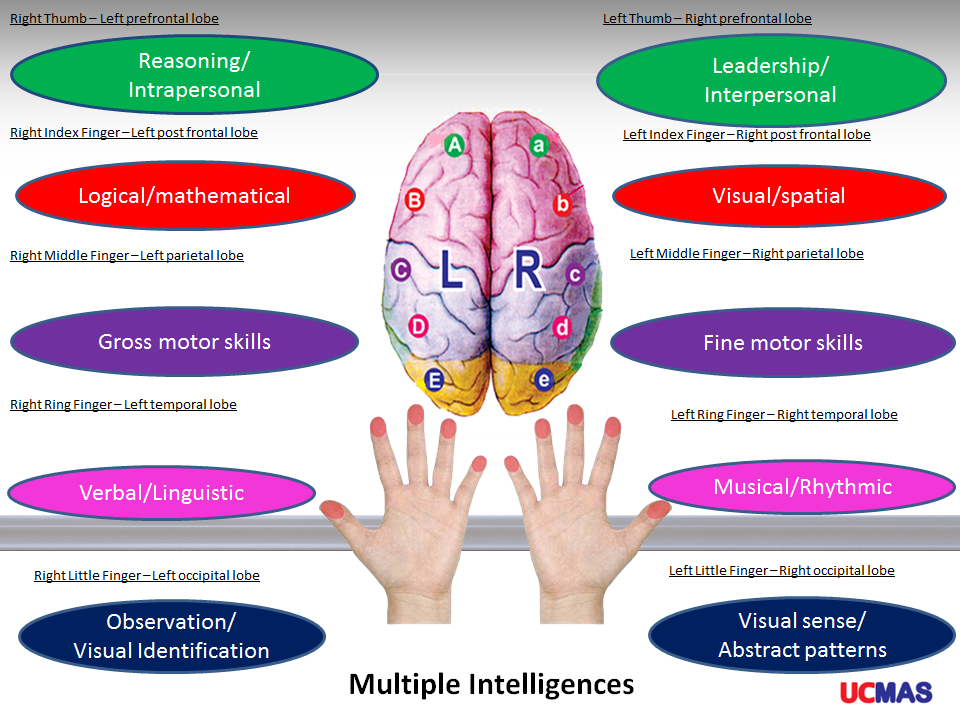 Right Thumb – Left prefrontal lobe
Left Thumb – Right prefrontal lobe
Reasoning/
Intrapersonal
Leadership/
Interpersonal
Right Index Finger – Left post frontal lobe
Left Index Finger – Right post frontal lobe
Logical/mathematical
Visual/spatial
Right Middle Finger – Left parietal lobe
Left Middle Finger – Right parietal lobe
Gross motor skills
Fine motor skills
Right Ring Finger – Left temporal lobe
Left Ring Finger – Right temporal lobe
Verbal/Linguistic
Musical/Rhythmic
Right Little Finger – Left occipital lobe
Left Little Finger – Right occipital lobe
Observation/
Visual Identification
Visual sense/
Abstract patterns
A a
B b
L R
C c
D d
E e
Multiple Intelligences
UCMAS